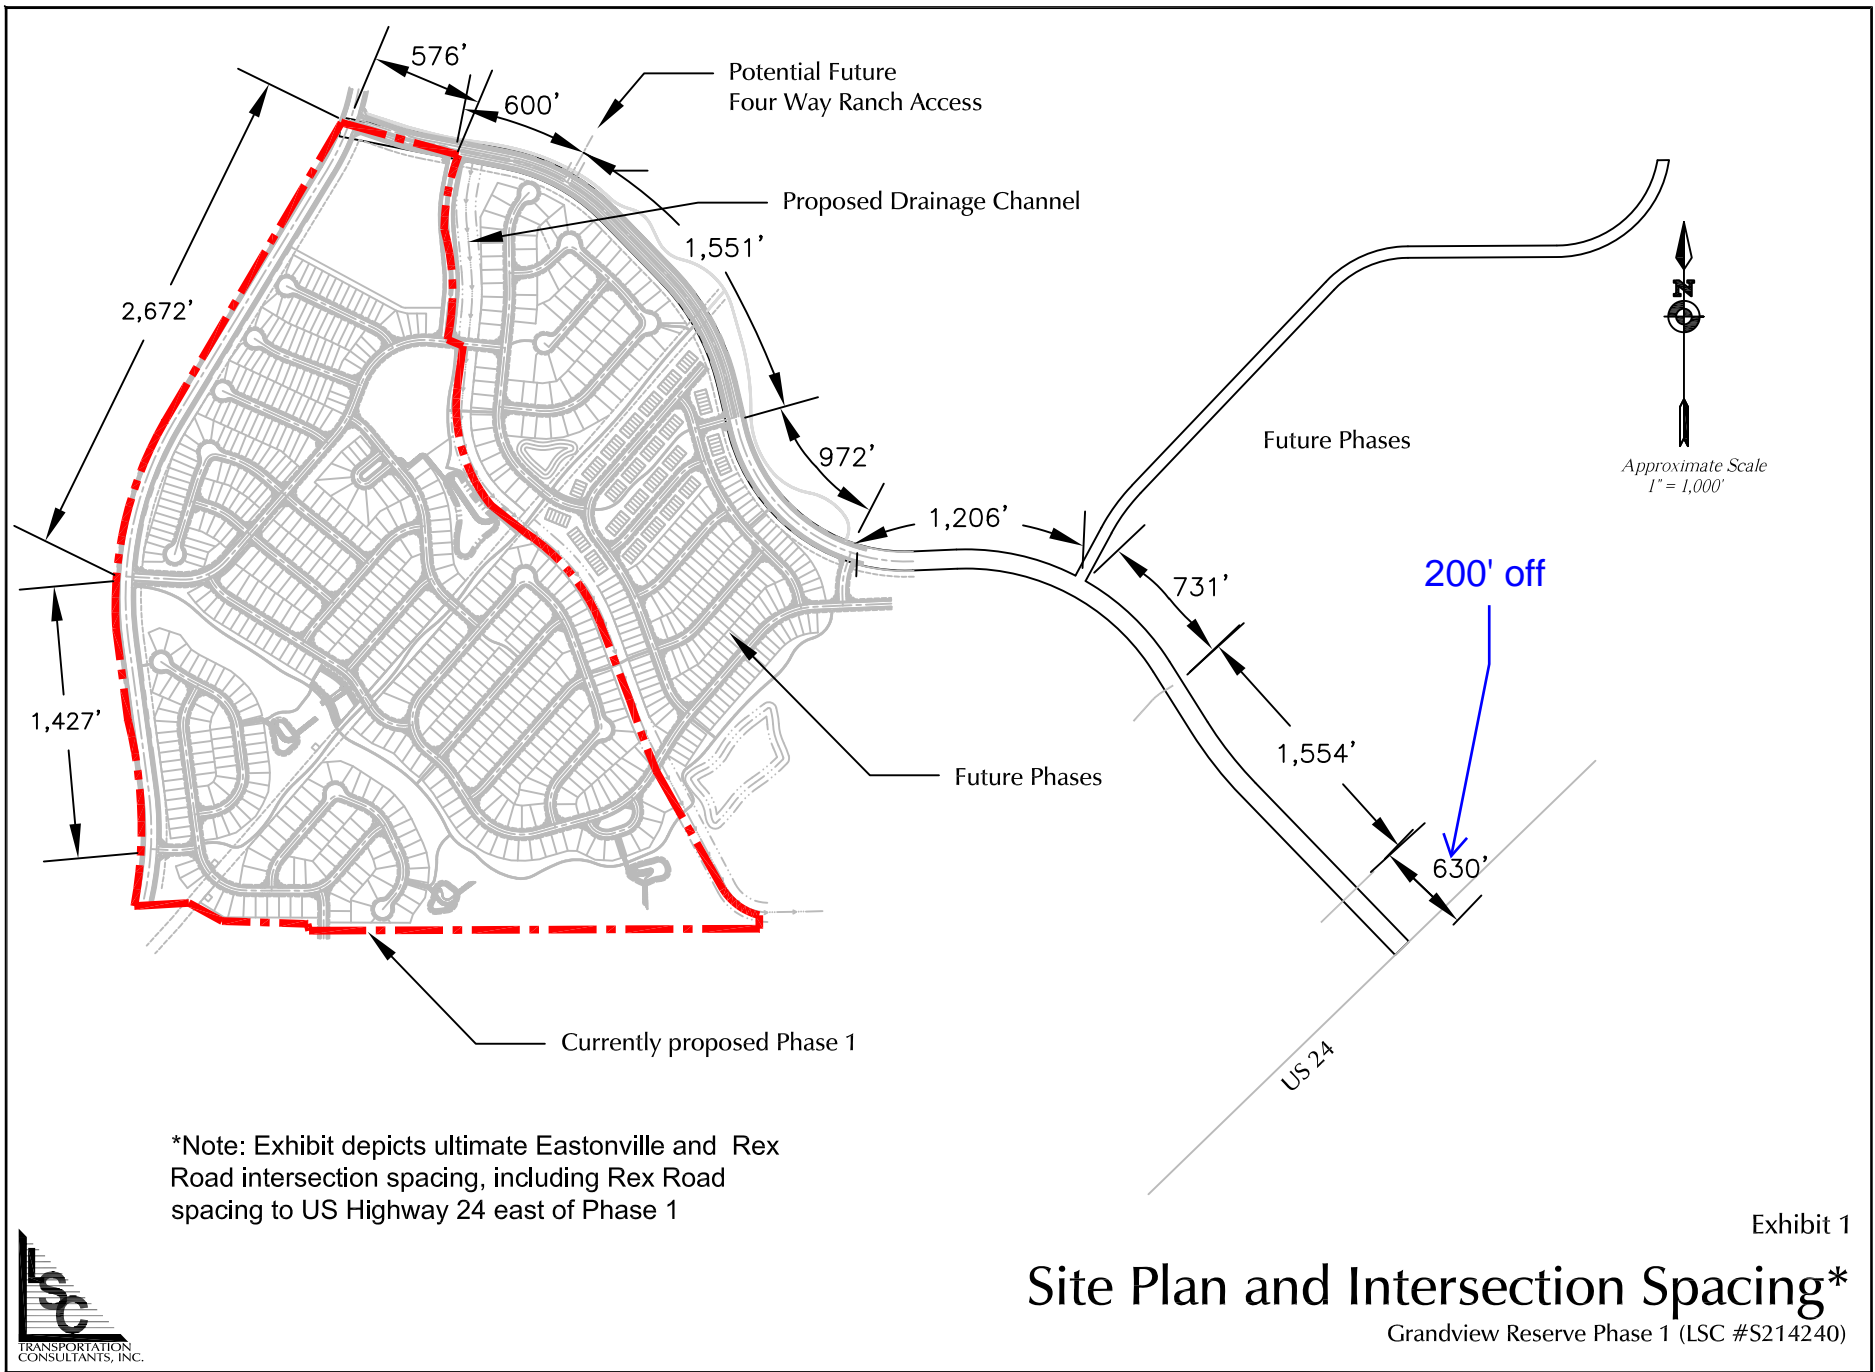 576’
600’
Potential Future
Four Way Ranch Access
Proposed Drainage Channel
1,551’
2,672’
N
Approximate Scale
1" = 1,000'
Future Phases
972’
1,206’
731’
200' off
1,427’
1,554’
Future Phases
630’
US 24
Currently proposed Phase 1
*Note: Exhibit depicts ultimate Eastonville and Rex
Road intersection spacing, including Rex Road
spacing to US Highway 24 east of Phase 1
Exhibit 1
Site Plan and Intersection Spacing*
Grandview Reserve Phase 1 (LSC #S214240)
LSC
TRANSPORTATION
CONSULTANTS, INC.